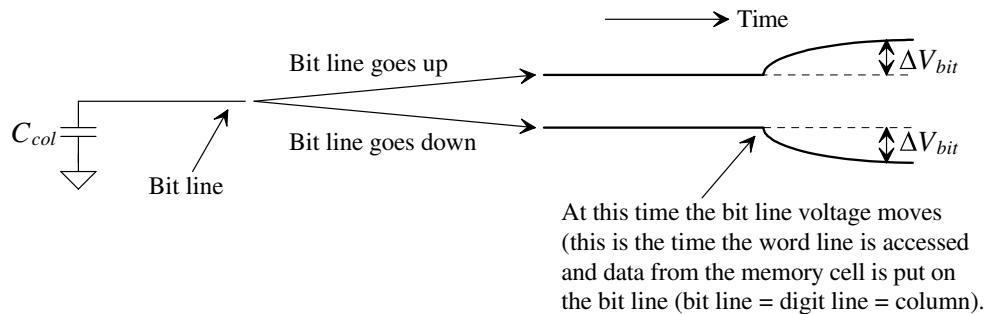 Time
Bit line goes up
ΔV_bit
C_col
Bit line goes down
ΔV_bit
Bit line
At this time the bit line voltage moves
(this is the time the word line is accessed
and data from the memory cell is put on
the bit line (bit line = digit line = column).